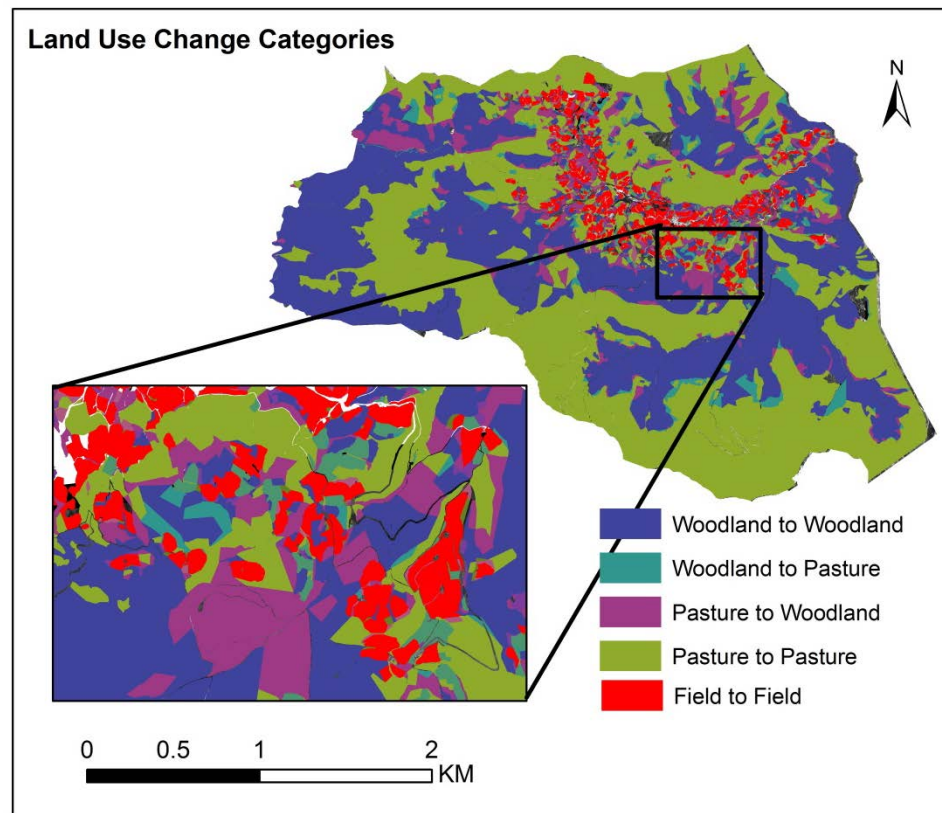 Land Use Change Categories
N
Woodland to Woodland
Woodland to Pasture
Pasture to Woodland
Pasture to Pasture
Field to Field
0 0.5 1 2
KM